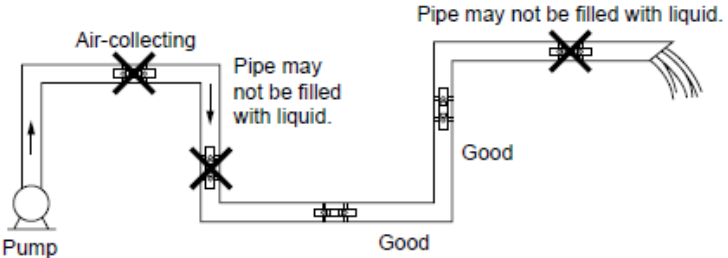 Pipe may not be filled with liquid.
Air-collecting
Pipe may
not be filled
with liquid.
Good
Good
Pump